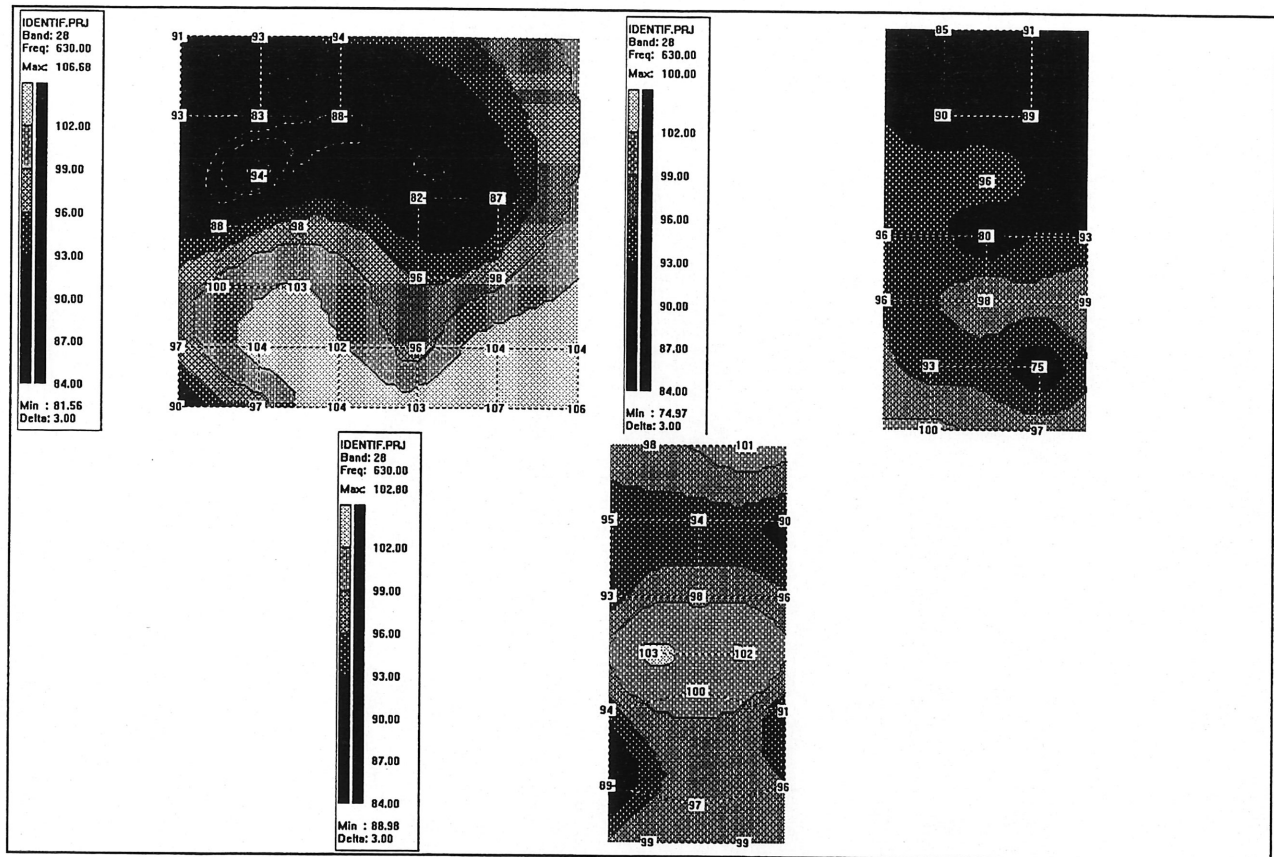 IDENTIF.PRJ
Band: 28
Freq: 630.00
Max: 106.68
102.00
99.00
96.00
93.00
90.00
87.00
84.00
Min : 81.56
Delta: 3.00
91 93 94
93 83 88
94
82 87
88 98
96 98
100 103
97 104 102 96 104 104
90 97 104 103 107 106
IDENTIF.PRJ
Band: 28
Freq: 630.00
Max: 100.00
102.00
99.00
96.00
93.00
90.00
87.00
84.00
Min : 74.97
Delta: 3.00
85 91
90 89
96
96 80 93
96 98 99
93 75
100 97
IDENTIF.PRJ
Band: 28
Freq: 630.00
Max: 102.80
102.00
99.00
96.00
93.00
90.00
87.00
84.00
Min : 88.98
Delta: 3.00
98 101
95 94 90
93 98 96
103 102
100
94 91
89 96
97
99 99